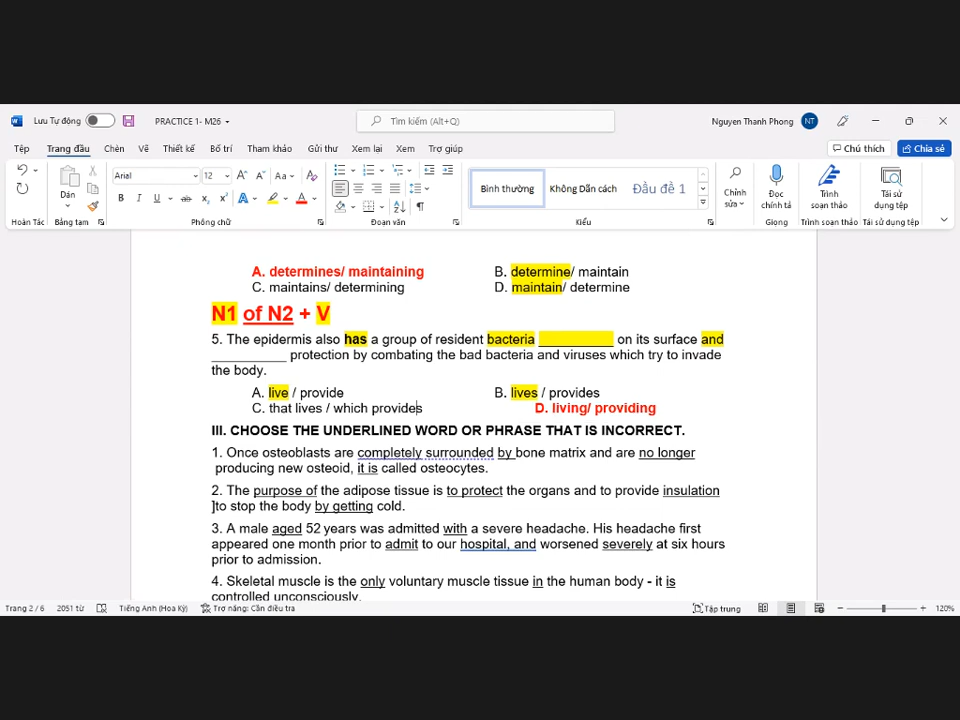 Lưu Tự động PRACTICE 1- M26 Tìm kiếm (Alt+Q) Nguyen Thanh Phong NT
Tệp Trang đầu Chèn Vẽ Thiết kế Bố trí Tham khảo Gửi thư Xem lại Xem Trợ giúp Chú thích Chia sẻ
Dán Arial 12 Aa Bình thường Không Dãn cách Đầu đề 1 Chỉnh sửa Đọc chính tả Trình soạn thảo Tái sử dụng tệp
Hoàn Tác Bảng tạm Phông chữ Đoạn văn Kiểu Giọng Trình soạn thảo Tái sử dụng tệp
A. determines/ maintaining B. determine/ maintain
C. maintains/ determining D. maintain/ determine
N1 of N2 + V
5. The epidermis also has a group of resident bacteria ____________ on its surface and
____________ protection by combating the bad bacteria and viruses which try to invade
the body.
A. live / provide B. lives / provides
C. that lives / which provides D. living/ providing
III. CHOOSE THE UNDERLINED WORD OR PHRASE THAT IS INCORRECT.
1. Once osteoblasts are completely surrounded by bone matrix and are no longer
producing new osteoid, it is called osteocytes.
2. The purpose of the adipose tissue is to protect the organs and to provide insulation
]to stop the body by getting cold.
3. A male aged 52 years was admitted with a severe headache. His headache first
appeared one month prior to admit to our hospital, and worsened severely at six hours
prior to admission.
4. Skeletal muscle is the only voluntary muscle tissue in the human body - it is
controlled unconsciously.
Trang 2 / 6 2051 từ Tiếng Anh (Hoa Kỳ) Trợ năng: Cần điều tra Tập trung 120%